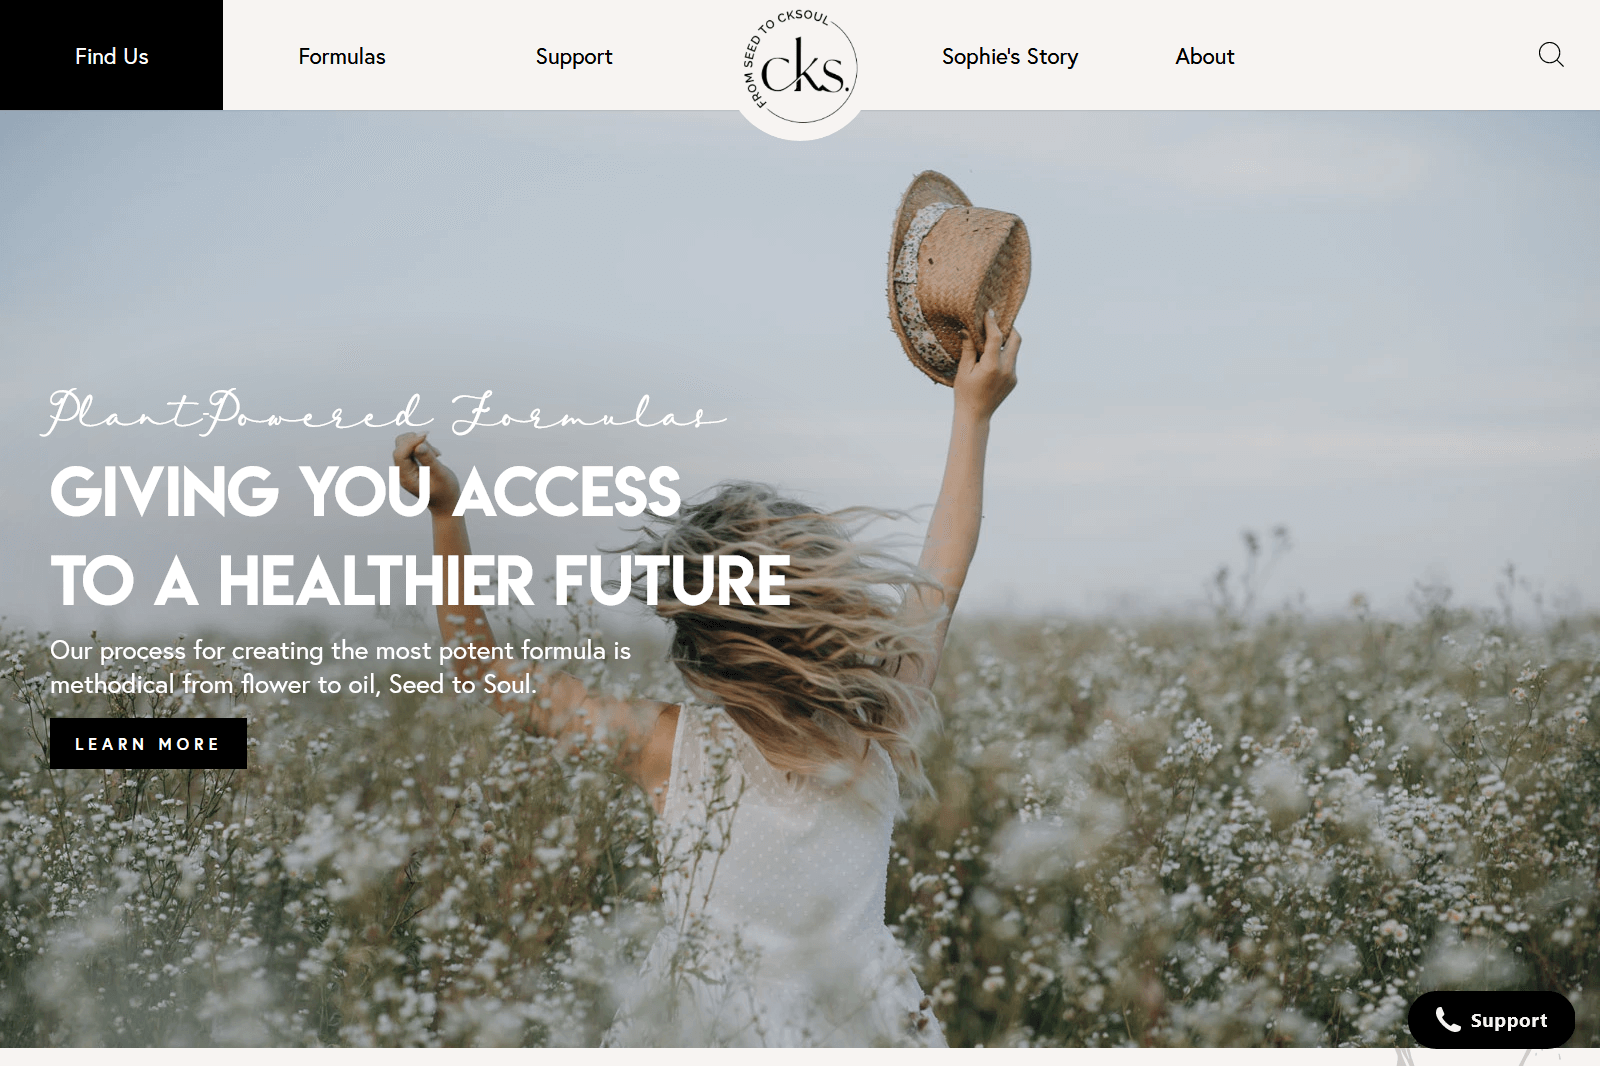 Find Us
Formulas
Support
FROM SEED TO CKSOUL
cks.
Sophie's Story
About
Plant-Powered Formulas
GIVING YOU ACCESS
TO A HEALTHIER FUTURE
Our process for creating the most potent formula is
methodical from flower to oil, Seed to Soul.
LEARN MORE
Support